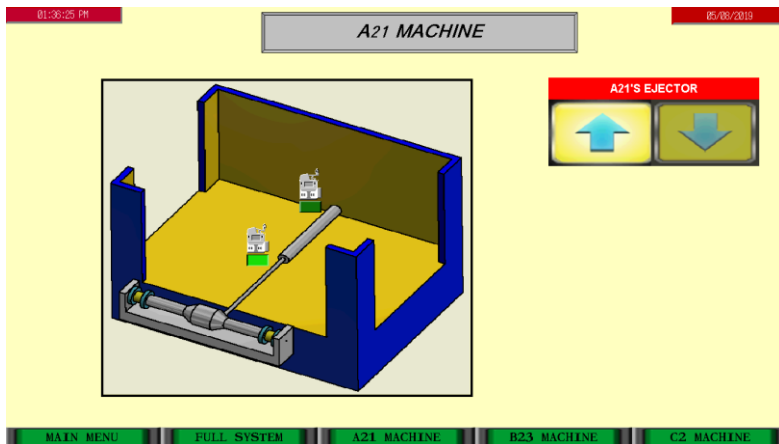 01:36:25 PM
A21 MACHINE
05/08/2019
A21'S EJECTOR
MAIN MENU
FULL SYSTEM
A21 MACHINE
B23 MACHINE
C2 MACHINE